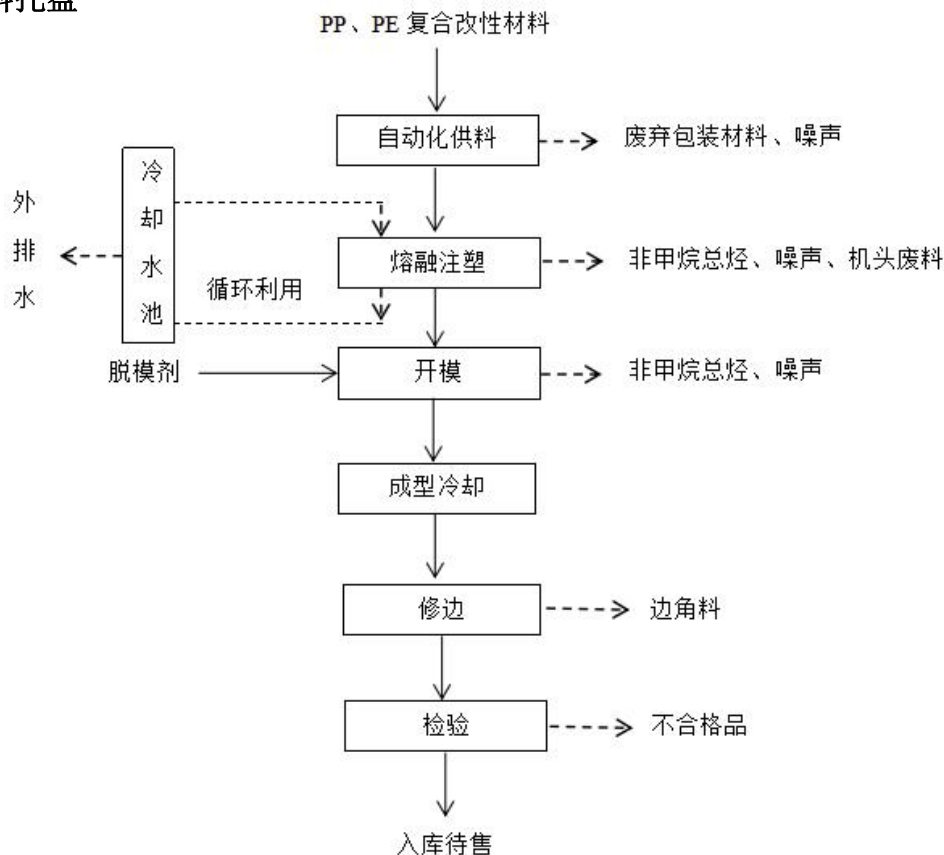 托盘
PP、PE 复合改性材料
自动化供料
废弃包装材料、噪声
冷却水池
外排水
熔融注塑
非甲烷总烃、噪声、机头废料
循环利用
脱模剂
开模
非甲烷总烃、噪声
成型冷却
修边
边角料
检验
不合格品
入库待售